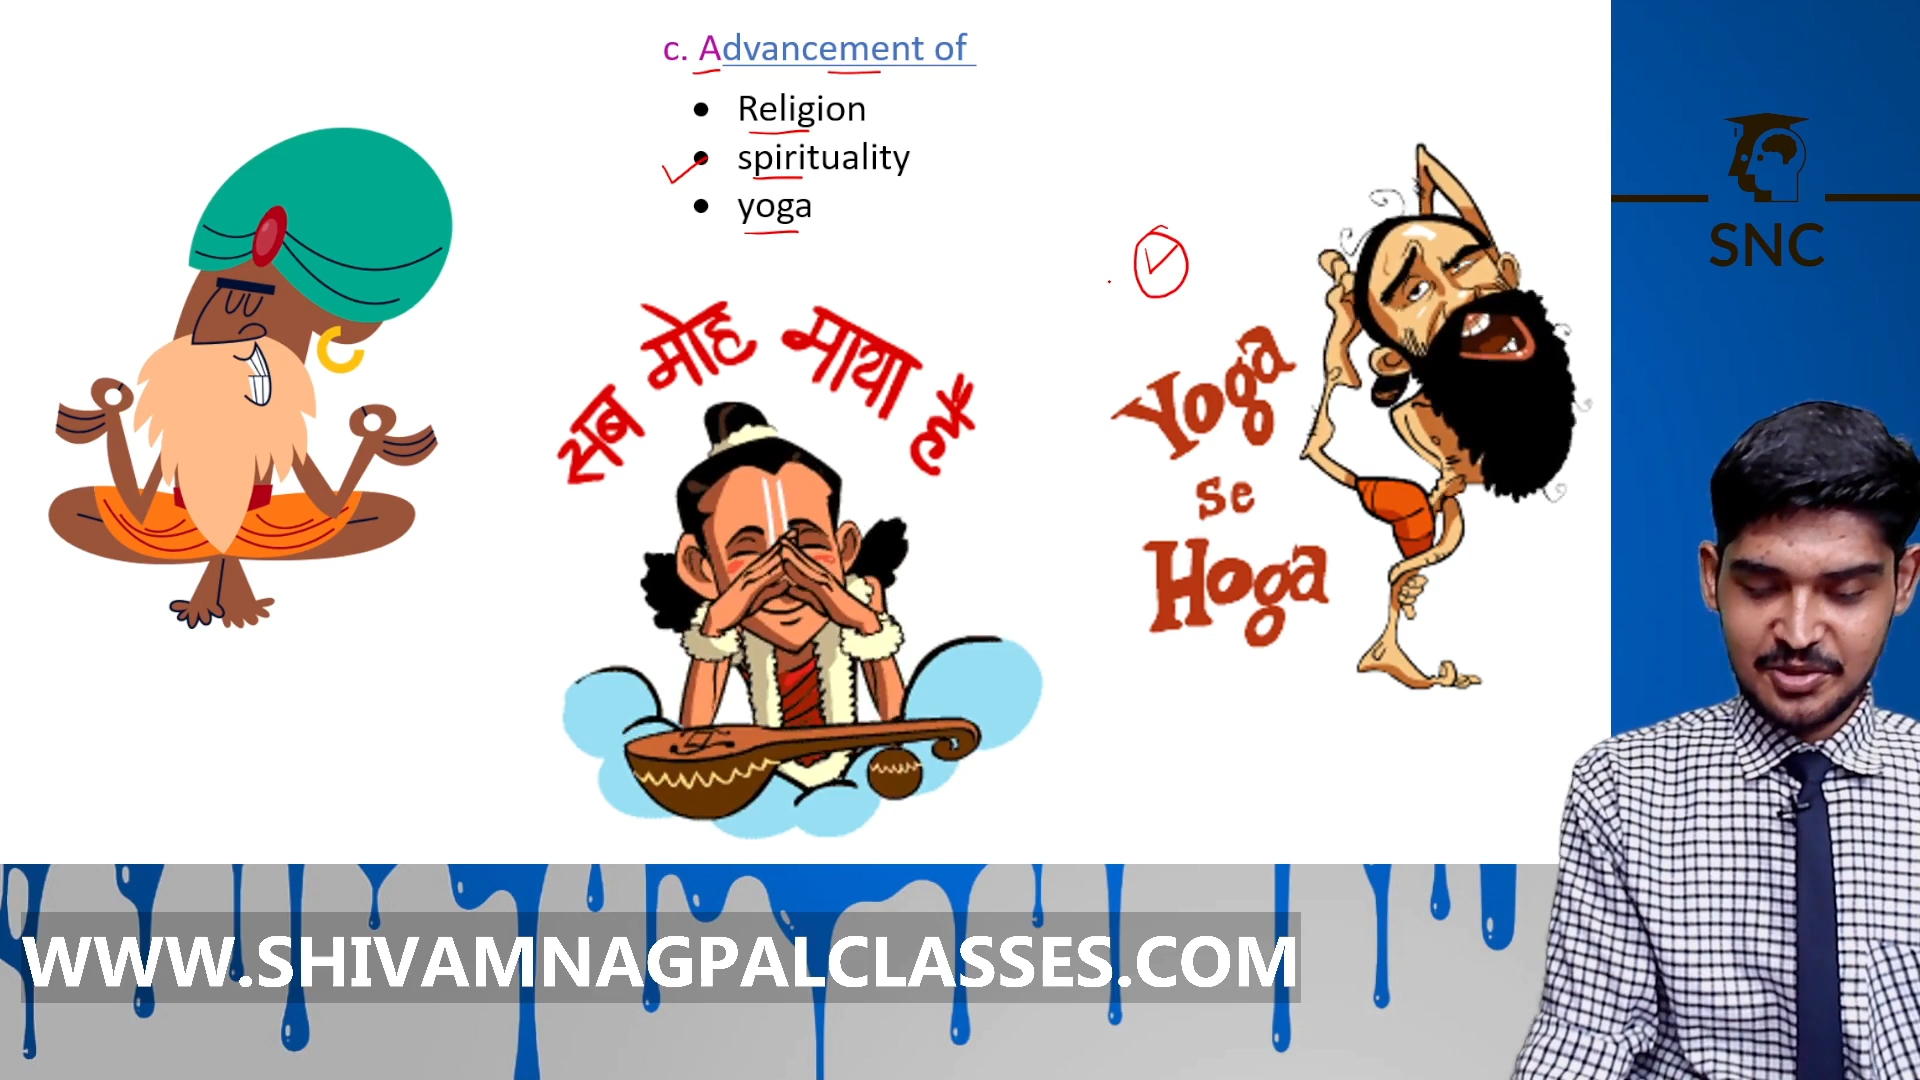 c. Advancement of
• Religion
• spirituality
• yoga
SNC
सब मोह माया है
Yoga
se
Hoga
WWW.SHIVAMNAGPALCLASSES.COM